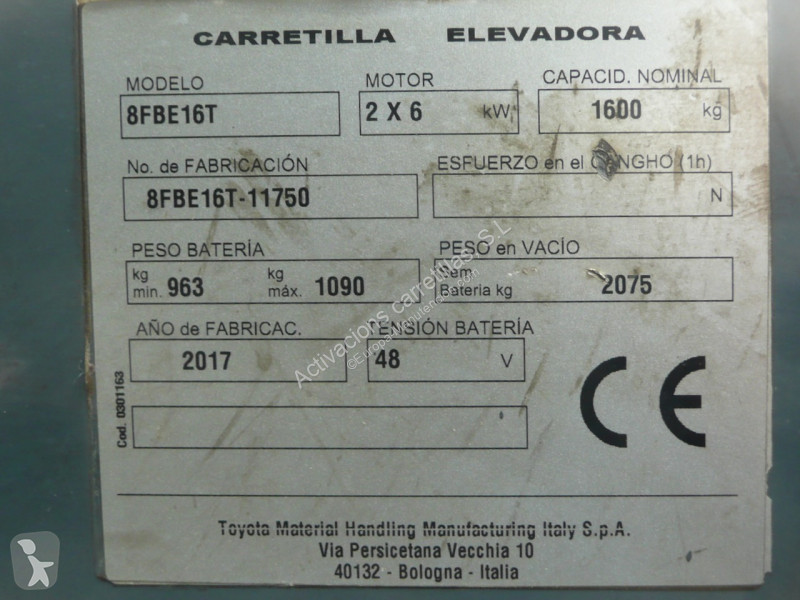 CARRETILLA ELEVADORA
MODELO MOTOR CAPACID. NOMINAL
8FBE16T 2 X 6 kW 1600 kg
No. de FABRICACIÓN ESFUERZO en el GANGHO (1h)
8FBE16T-11750 N
PESO BATERÍA PESO en VACÍO
kg min. 963 kg máx. 1090 Sem Bateria kg 2075
AÑO de FABRICAC. TENSIÓN BATERÍA
2017 48 V
CE
Cod. 0301163
Toyota Material Handling Manufacturing Italy S.p.A.
Via Persicetana Vecchia 10
40132 - Bologna - Italia
Activacions carretillas, S.L